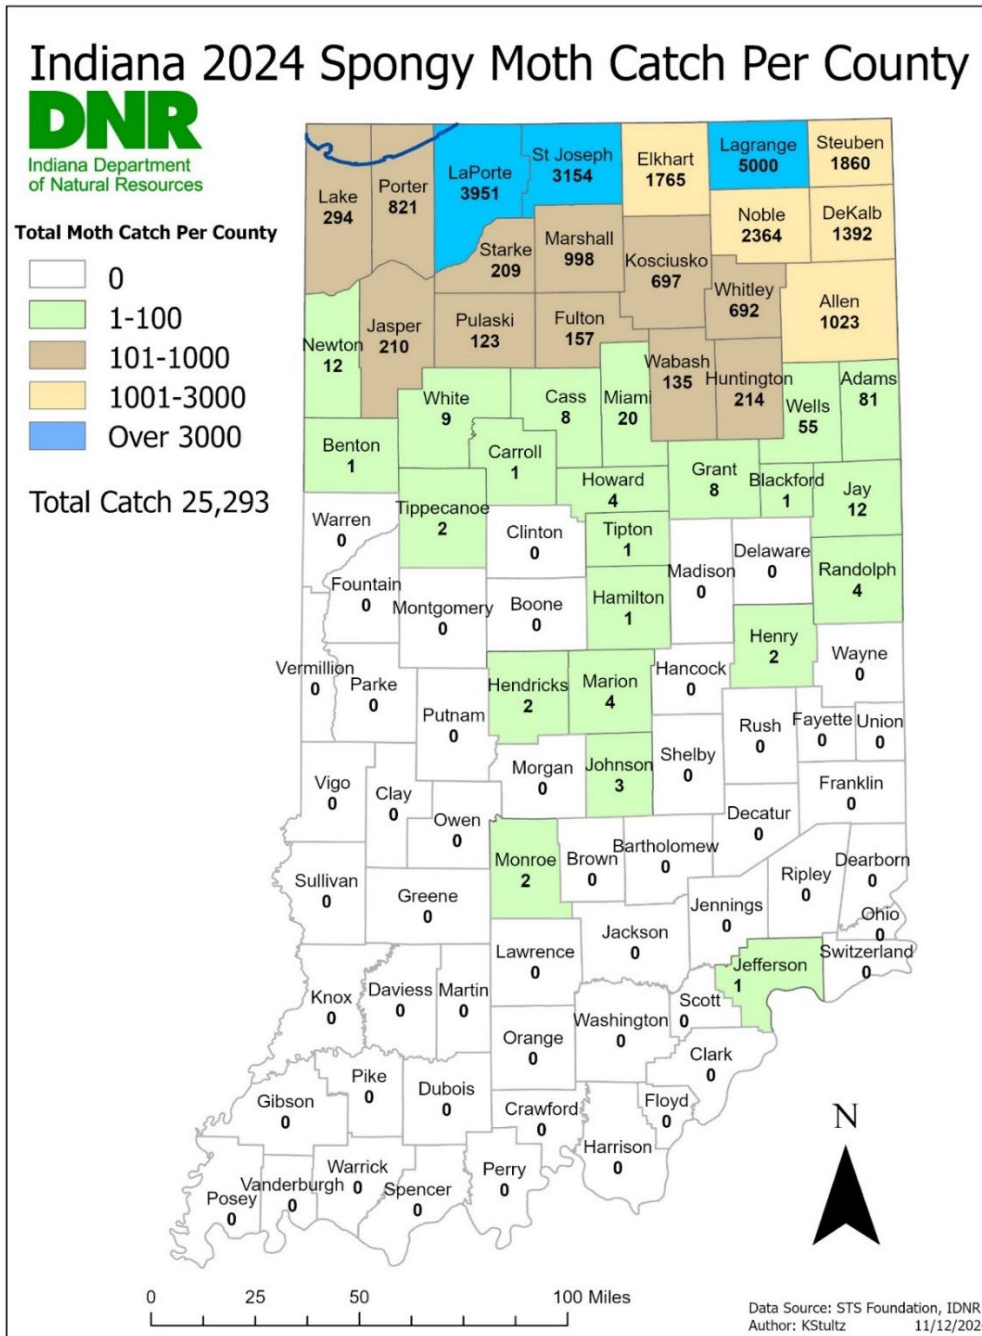 Indiana 2024 Spongy Moth Catch Per County
DNR
Indiana Department
of Natural Resources
Total Moth Catch Per County
0
1-100
101-1000
1001-3000
Over 3000
Total Catch 25,293
Lake
294
Porter
821
LaPorte
3951
St Joseph
3154
Elkhart
1765
Lagrange
5000
Steuben
1860
Noble
2364
DeKalb
1392
Starke
209
Marshall
998
Kosciusko
697
Whitley
692
Allen
1023
Newton
12
Jasper
210
Pulaski
123
Fulton
157
Wabash
135
Huntington
214
White
9
Cass
8
Miami
20
Wells
55
Adams
81
Benton
1
Carroll
1
Howard
4
Grant
8
Blackford
1
Jay
12
Warren
0
Tippecanoe
2
Clinton
0
Tipton
1
Madison
0
Delaware
0
Randolph
4
Fountain
0
Montgomery
0
Boone
0
Hamilton
1
Henry
2
Wayne
0
Vermillion
0
Parke
0
Putnam
0
Hendricks
2
Marion
4
Hancock
0
Rush
0
Fayette
0
Union
0
Vigo
0
Clay
0
Owen
0
Morgan
0
Johnson
3
Shelby
0
Decatur
0
Franklin
0
Sullivan
0
Greene
0
Monroe
2
Brown
0
Bartholomew
0
Jennings
0
Ripley
0
Dearborn
0
Ohio
0
Switzerland
0
Knox
0
Daviess
0
Martin
0
Lawrence
0
Jackson
0
Jefferson
1
Scott
0
Orange
0
Washington
0
Clark
0
Gibson
0
Pike
0
Dubois
0
Crawford
0
Floyd
0
Harrison
0
Posey
0
Vanderburgh
0
Warrick
0
Spencer
0
Perry
0
N
0 25 50 100 Miles
Data Source: STS Foundation, IDNR
Author: KStultz 11/12/202